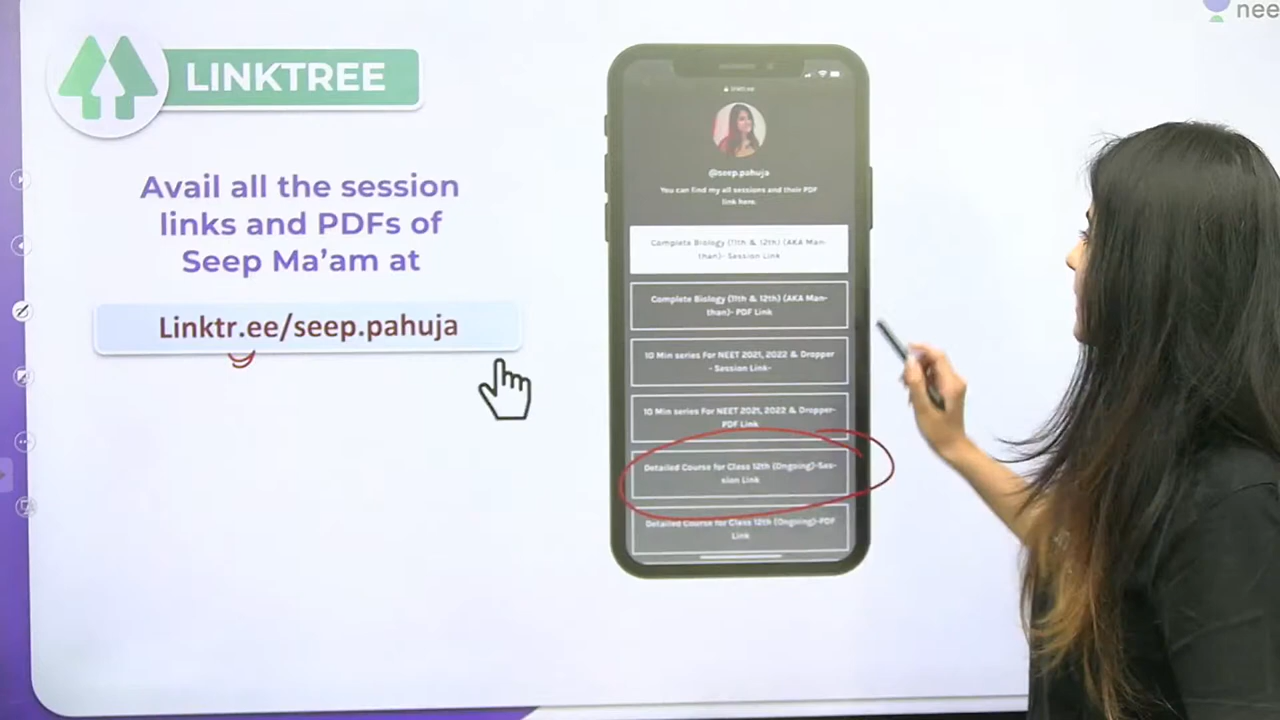 nee
LINKTREE
Avail all the session
links and PDFs of
Seep Ma’am at
Linktr.ee/seep.pahuja
linktr.ee
@seep.pahuja
You can find my all sessions and their PDF
link here.
Complete Biology (11th & 12th) (AKA Man-
than)- Session Link
Complete Biology (11th & 12th) (AKA Man-
than)- PDF Link
10 Min series For NEET 2021, 2022 & Dropper
- Session Link-
10 Min series For NEET 2021, 2022 & Dropper-
PDF Link
Detailed Course for Class 12th (Ongoing)-Ses-
sion Link
Detailed Course for Class 12th (Ongoing)-PDF
Link